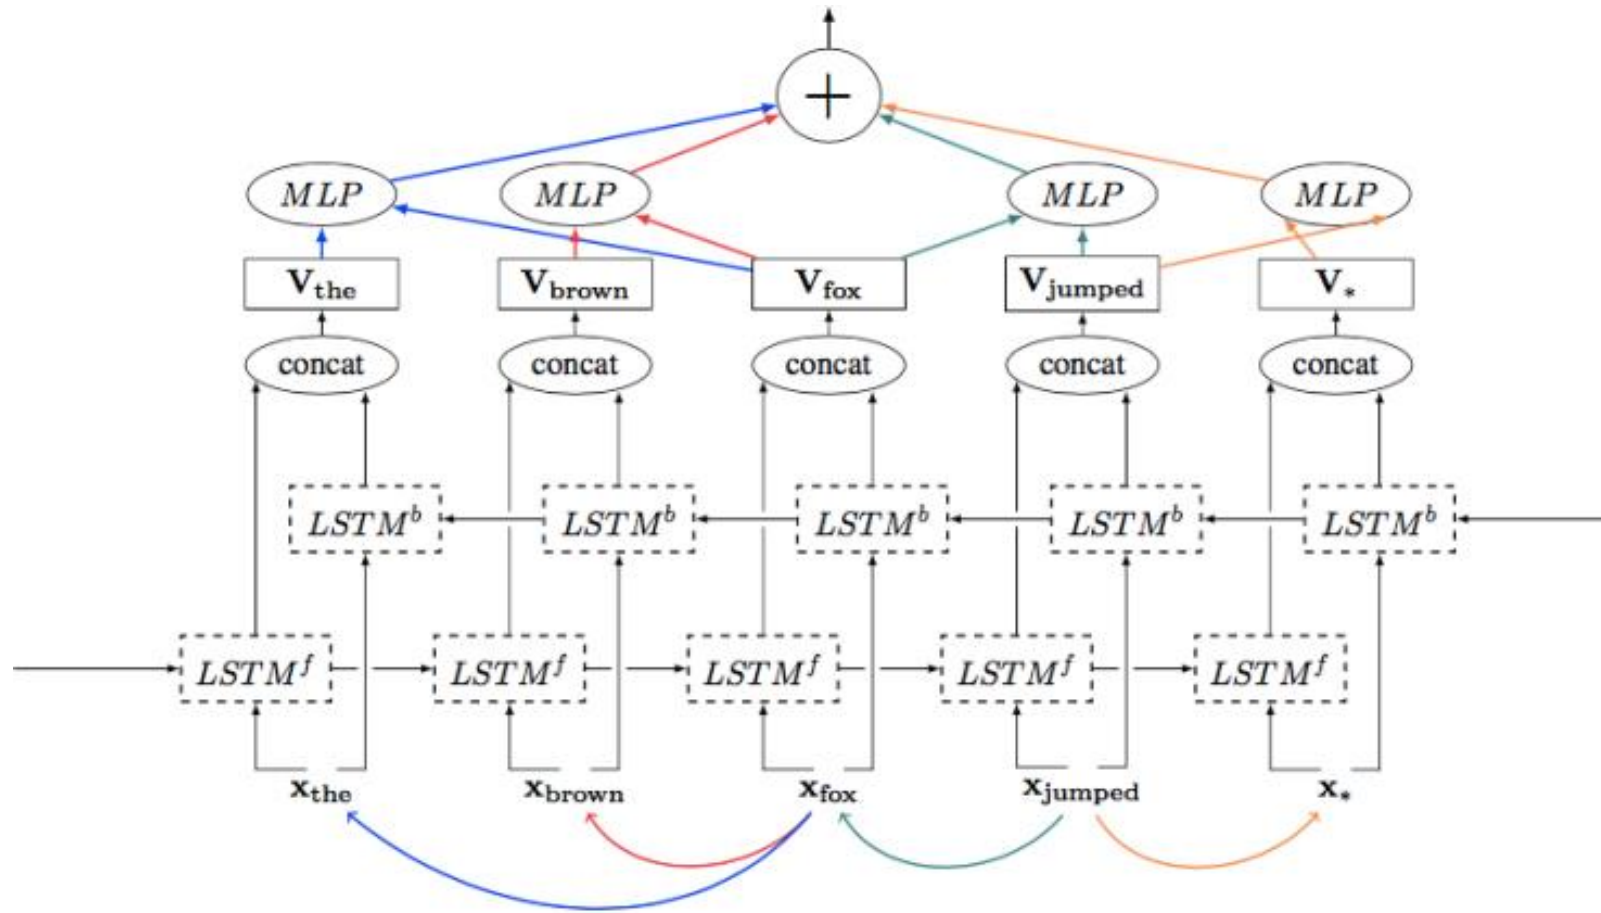 +
MLP MLP MLP MLP
V_the V_brown V_fox V_jumped V_*
concat concat concat concat concat
LSTM^b LSTM^b LSTM^b LSTM^b LSTM^b
LSTM^f LSTM^f LSTM^f LSTM^f LSTM^f
x_the x_brown x_fox x_jumped x_*